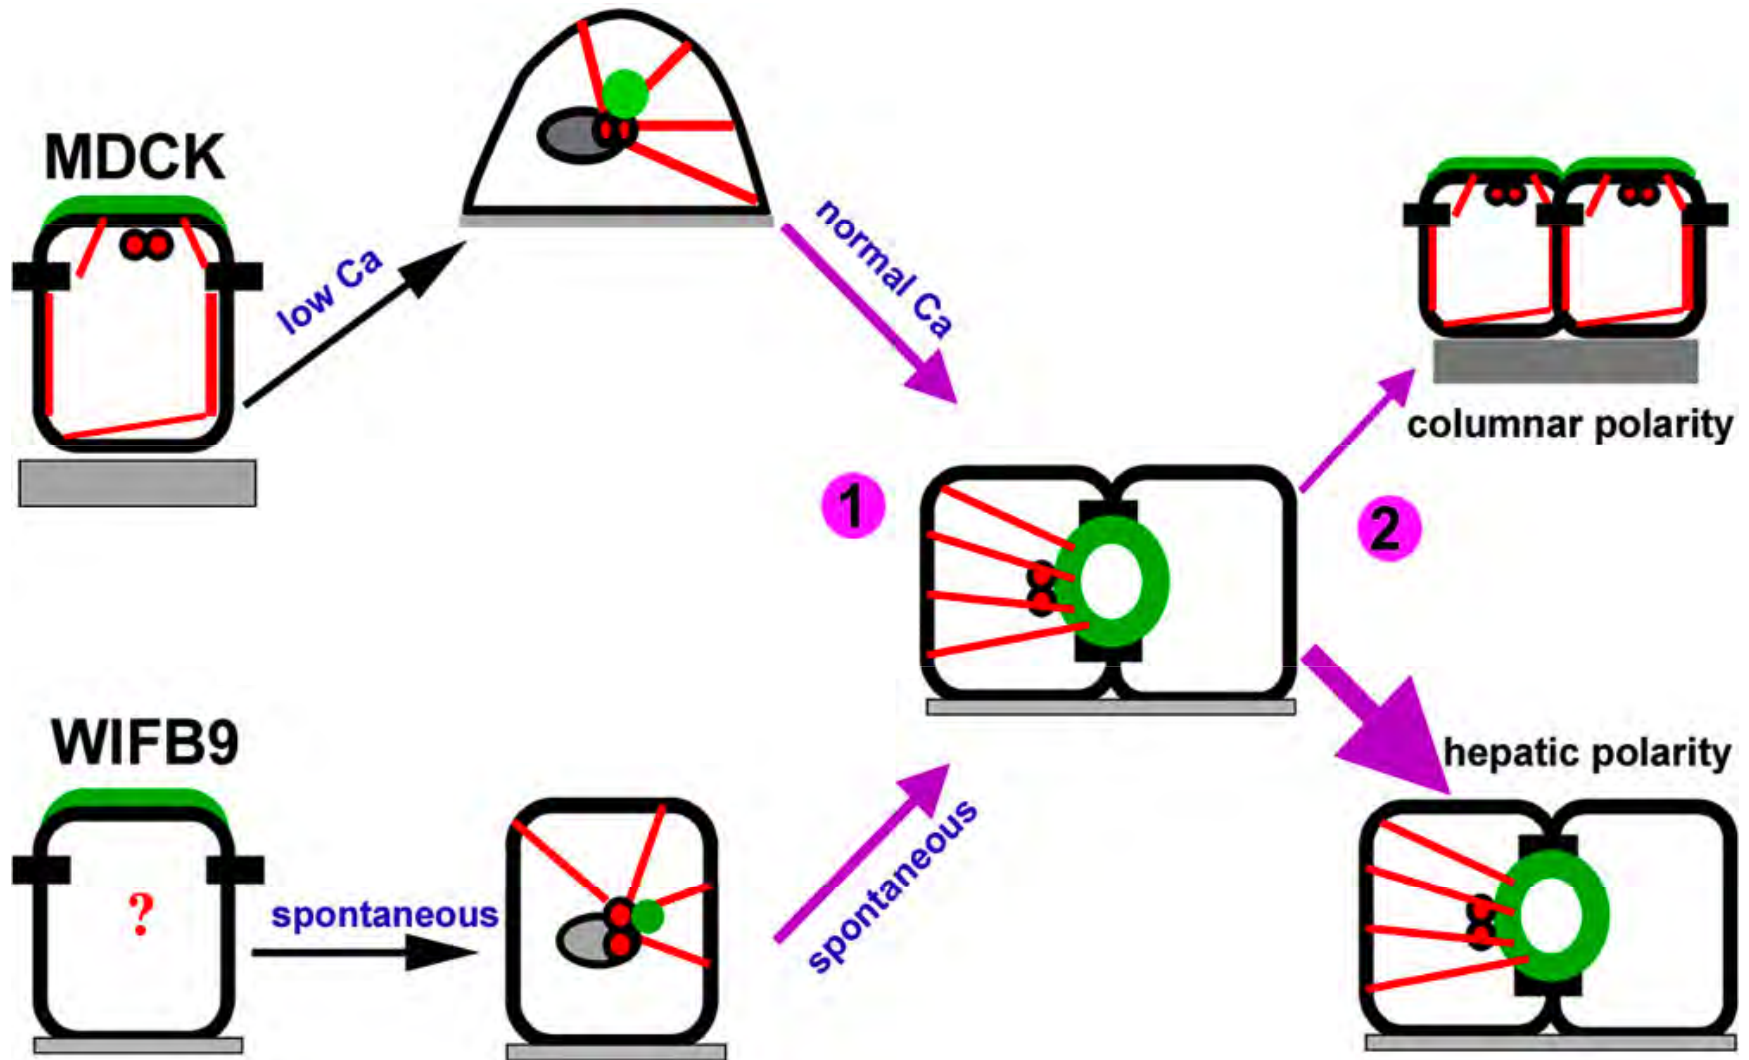 MDCK
low Ca
normal Ca
columnar polarity
1
2
WIFB9
?
spontaneous
spontaneous
hepatic polarity